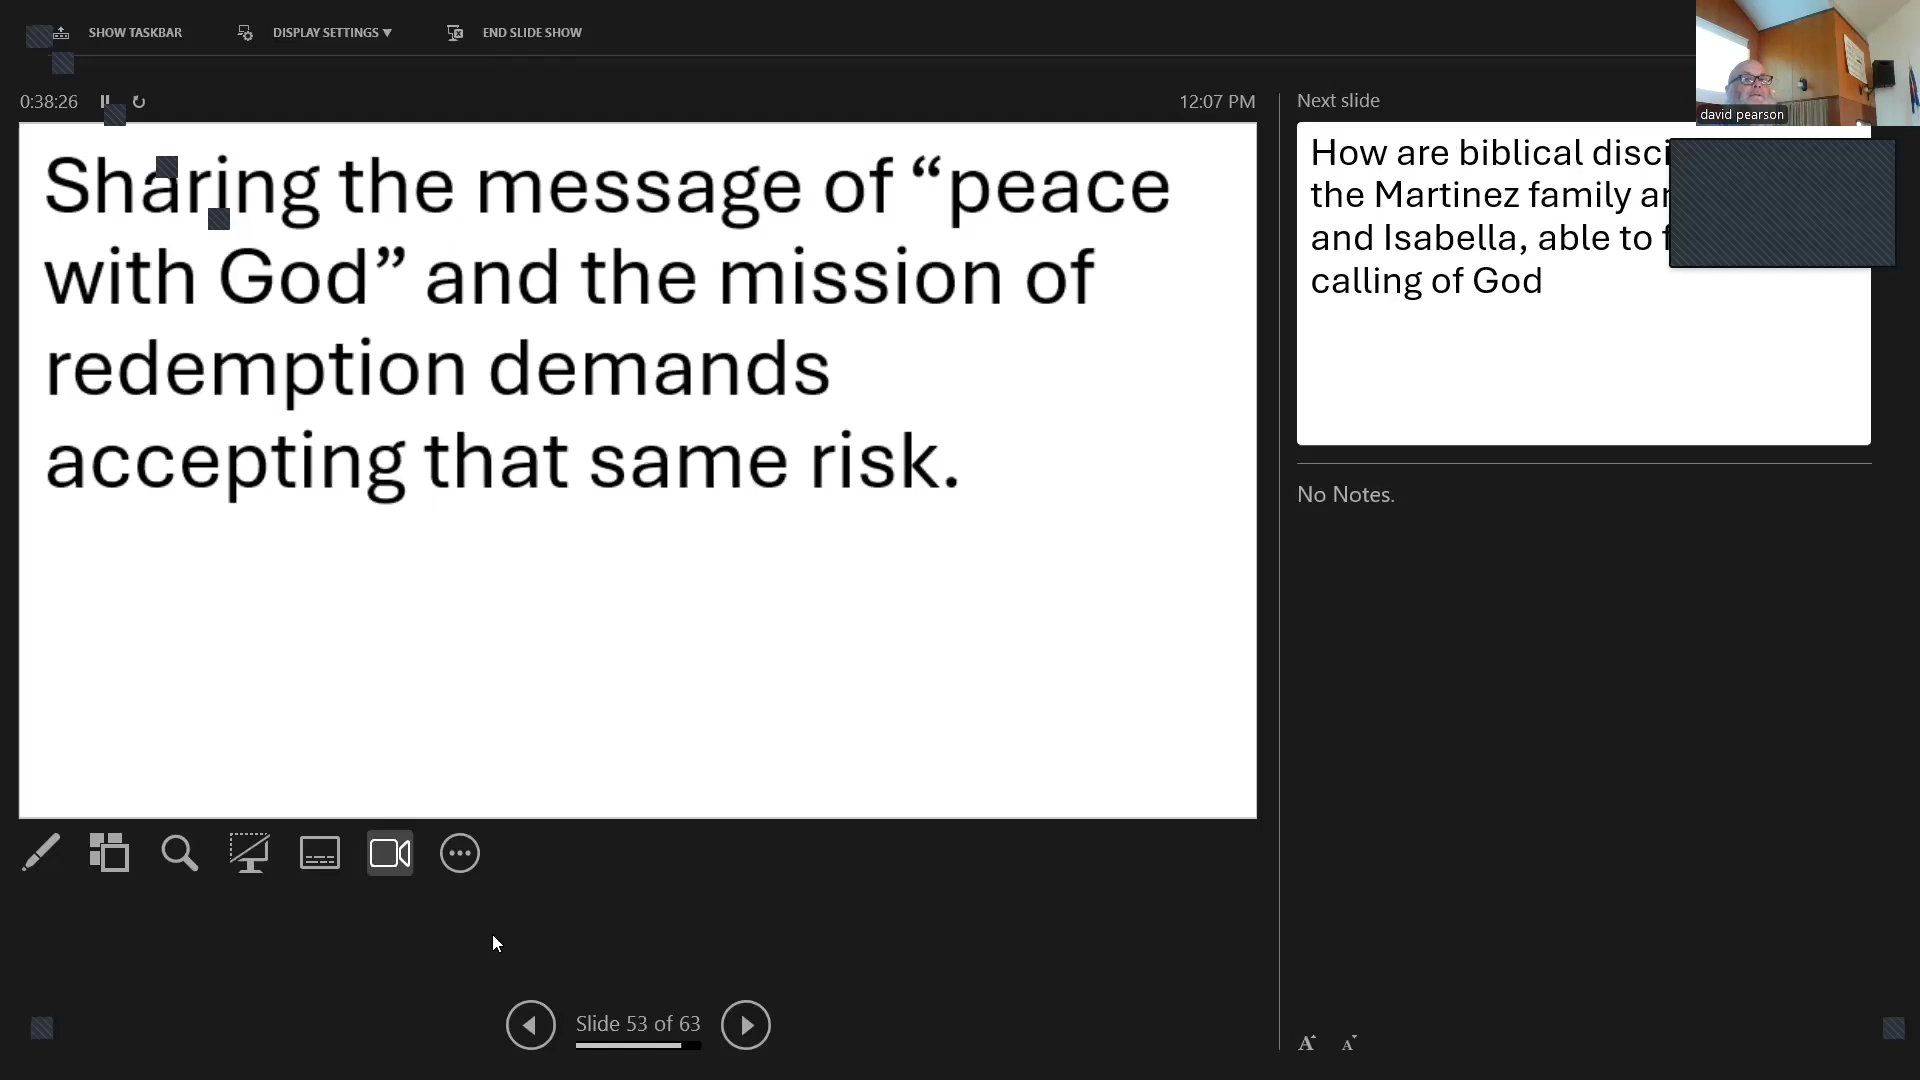 SHOW TASKBAR
DISPLAY SETTINGS ▼
END SLIDE SHOW
0:38:26
12:07 PM
Sharing the message of “peace
with God” and the mission of
redemption demands
accepting that same risk.
Slide 53 of 63
Next slide
david pearson
How are biblical
the Martinez family
and Isabella, able to
calling of God
No Notes.
A
A